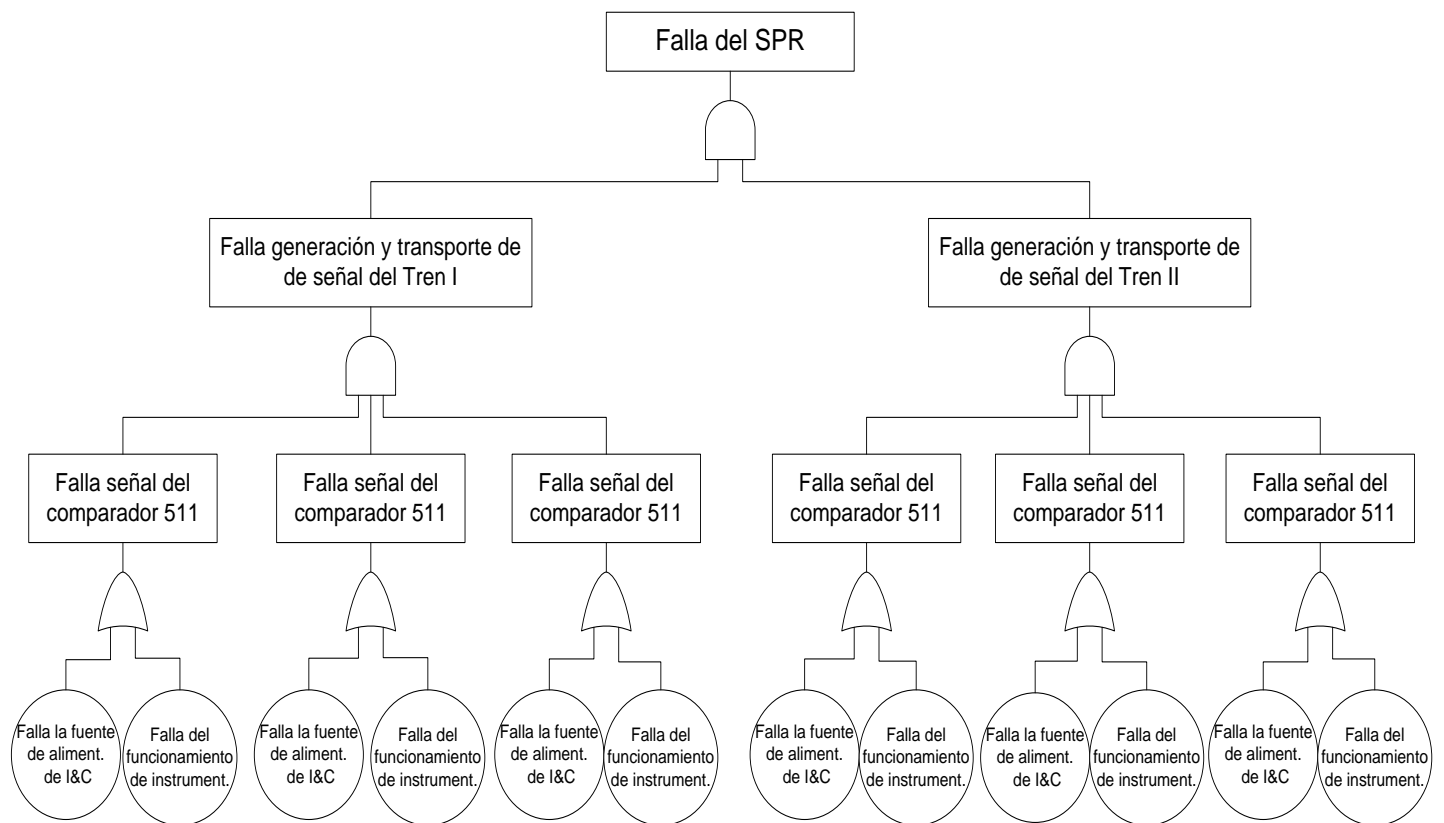 Falla del SPR
Falla generación y transporte de
de señal del Tren I
Falla generación y transporte de
de señal del Tren II
Falla señal del
comparador 511
Falla señal del
comparador 511
Falla señal del
comparador 511
Falla señal del
comparador 511
Falla señal del
comparador 511
Falla señal del
comparador 511
Falla la fuente
de aliment.
de I&C
Falla del
funcionamiento
de instrument.
Falla la fuente
de aliment.
de I&C
Falla del
funcionamiento
de instrument.
Falla la fuente
de aliment.
de I&C
Falla del
funcionamiento
de instrument.
Falla la fuente
de aliment.
de I&C
Falla del
funcionamiento
de instrument.
Falla la fuente
de aliment.
de I&C
Falla del
funcionamiento
de instrument.
Falla la fuente
de aliment.
de I&C
Falla del
funcionamiento
de instrument.